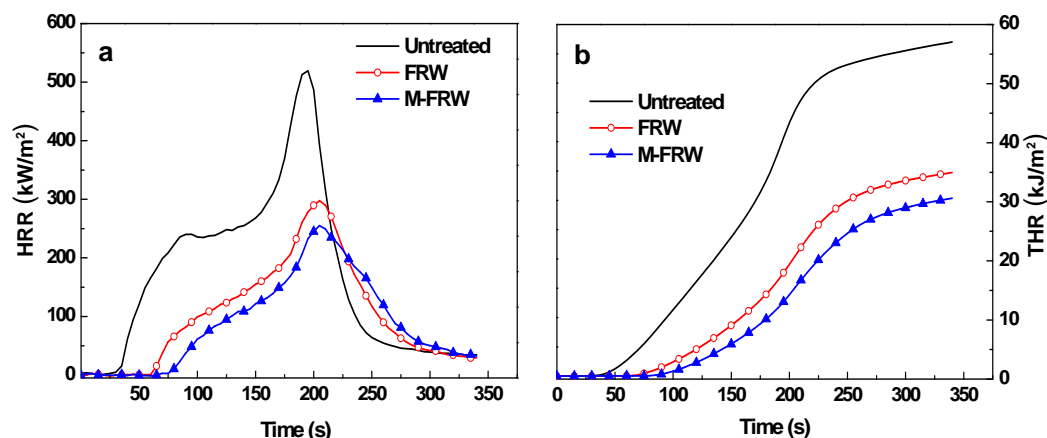 a
Untreated
FRW
M-FRW
HRR (kW/m²)
600
500
400
300
200
100
0
50 100 150 200 250 300 350
Time (s)
b
Untreated
FRW
M-FRW
THR (kJ/m²)
60
50
40
30
20
10
0
0 50 100 150 200 250 300 350
Time (s)